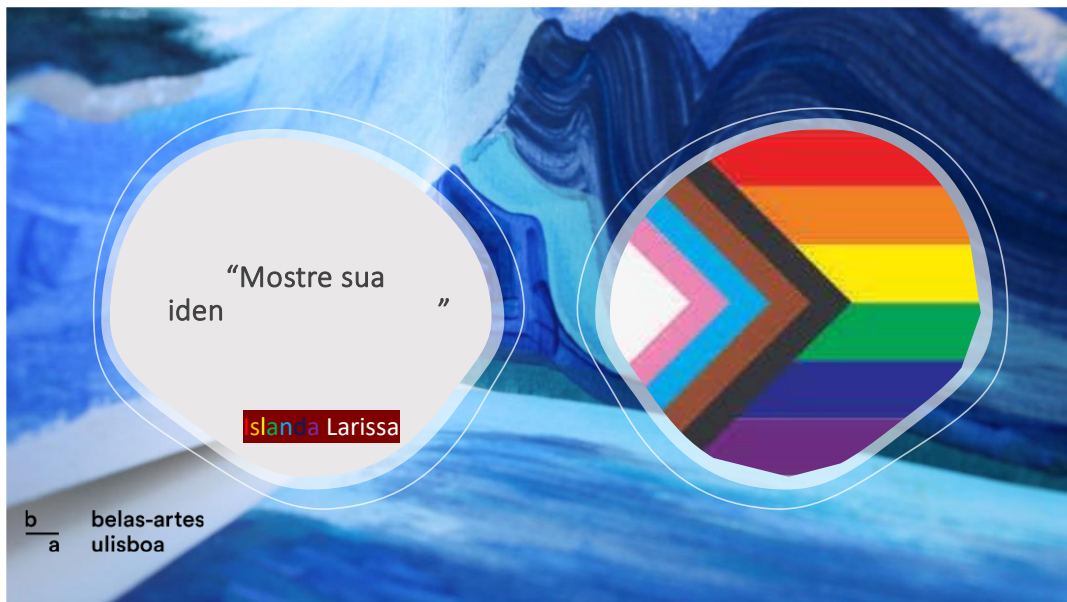 “Mostre sua
iden ”
Islanda Larissa
b
a
belas-artes
ulisboa